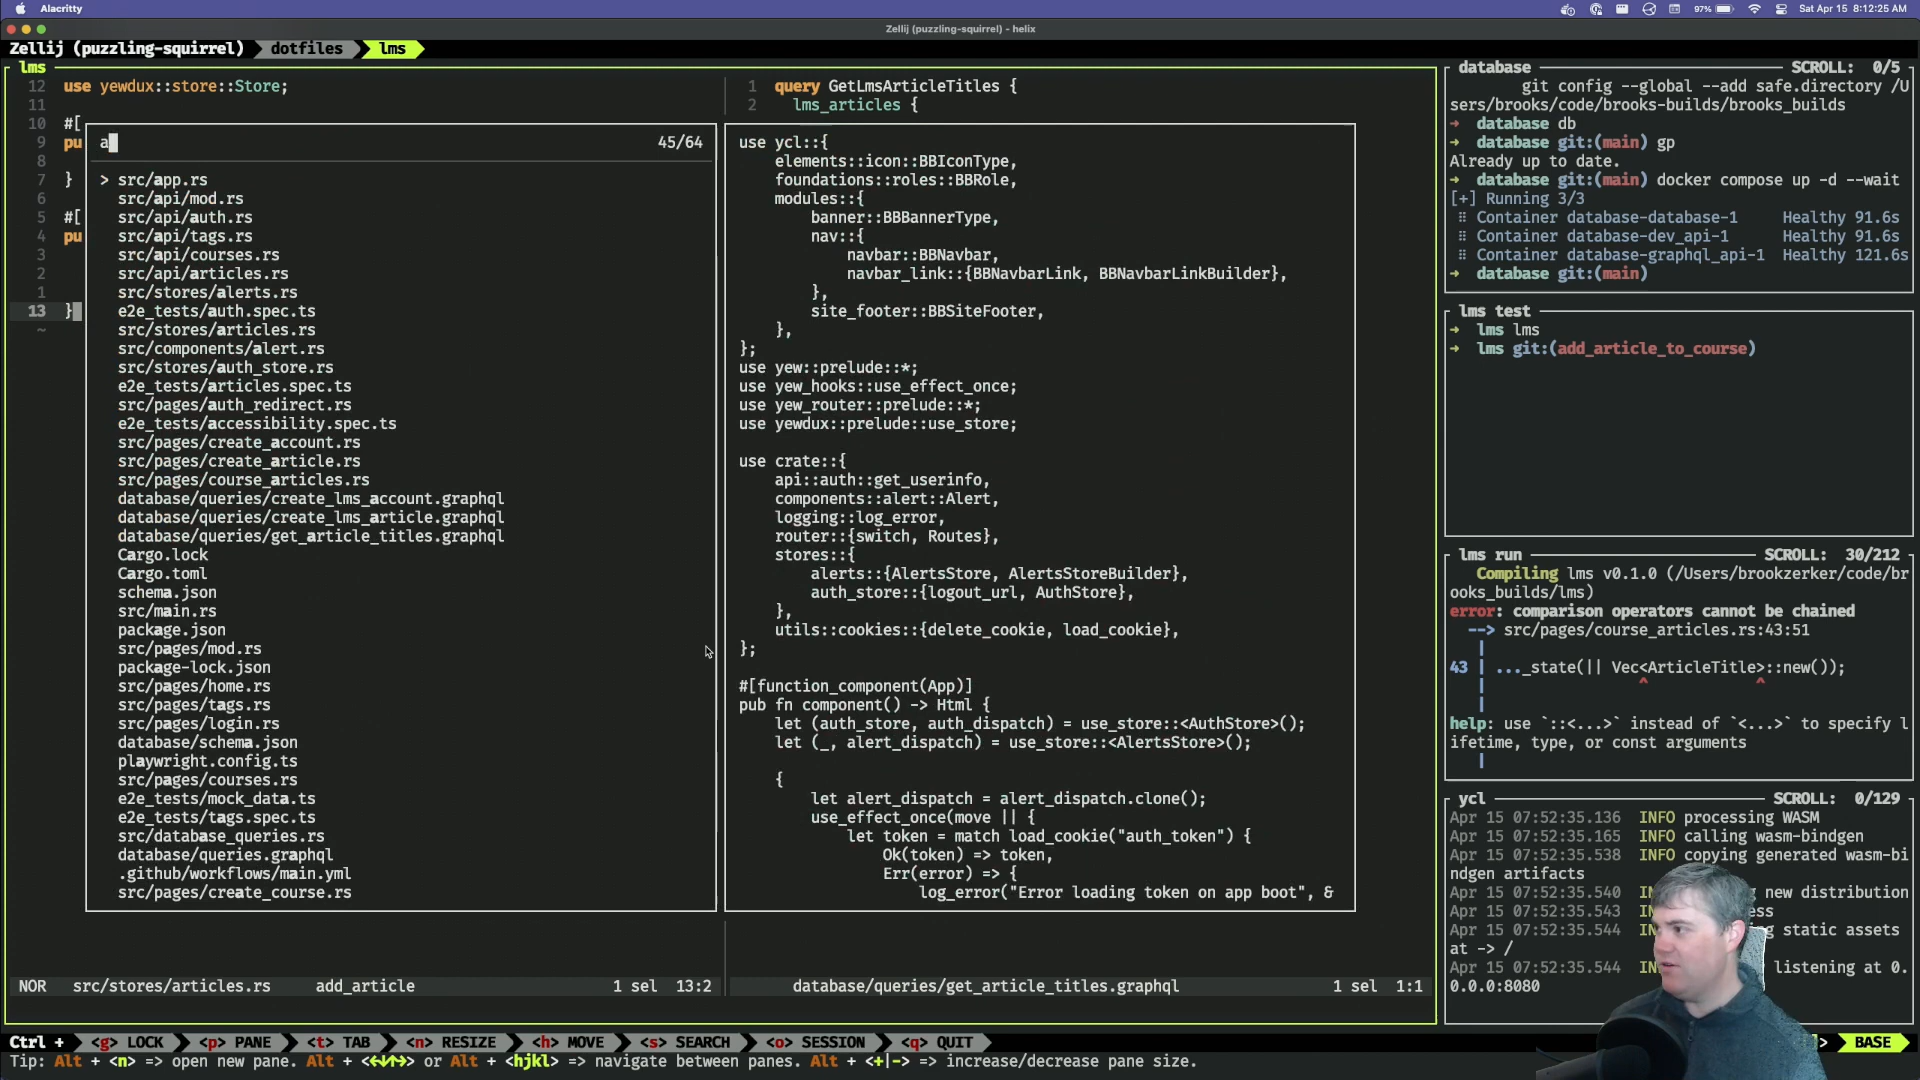 Alacritty
97%
Sat Apr 15 8:12:25 AM
Zellij (puzzling-squirrel) - helix
Zellij (puzzling-squirrel) dotfiles lms
lms
12 use yewdux::store::Store;
11
10 #[
9 pu
8
7 }
6
5 #[
4 pu
3
2
1
13 }
~
1 query GetLmsArticleTitles {
2 lms_articles {
a 45/64
> src/app.rs
src/api/mod.rs
src/api/auth.rs
src/api/tags.rs
src/api/courses.rs
src/api/articles.rs
src/stores/alerts.rs
e2e_tests/auth.spec.ts
src/stores/articles.rs
src/components/alert.rs
src/stores/auth_store.rs
e2e_tests/articles.spec.ts
src/pages/auth_redirect.rs
e2e_tests/accessibility.spec.ts
src/pages/create_account.rs
src/pages/create_article.rs
src/pages/course_articles.rs
database/queries/create_lms_account.graphql
database/queries/create_lms_article.graphql
database/queries/get_article_titles.graphql
Cargo.lock
Cargo.toml
schema.json
src/main.rs
package.json
src/pages/mod.rs
package-lock.json
src/pages/home.rs
src/pages/tags.rs
src/pages/login.rs
database/schema.json
playwright.config.ts
src/pages/courses.rs
e2e_tests/mock_data.ts
e2e_tests/tags.spec.ts
src/database_queries.rs
database/queries.graphql
.github/workflows/main.yml
src/pages/create_course.rs
use ycl::{
elements::icon::BBIconType,
foundations::roles::BBRole,
modules::{
banner::BBBannerType,
nav::{
navbar::BBNavbar,
navbar_link::{BBNavbarLink, BBNavbarLinkBuilder},
},
site_footer::BBSiteFooter,
},
};
use yew::prelude::*;
use yew_hooks::use_effect_once;
use yew_router::prelude::*;
use yewdux::prelude::use_store;
use crate::{
api::auth::get_userinfo,
components::alert::Alert,
logging::log_error,
router::{switch, Routes},
stores::{
alerts::{AlertsStore, AlertsStoreBuilder},
auth_store::{logout_url, AuthStore},
},
utils::cookies::{delete_cookie, load_cookie},
};
#[function_component(App)]
pub fn component() -> Html {
let (auth_store, auth_dispatch) = use_store::<AuthStore>();
let (_, alert_dispatch) = use_store::<AlertsStore>();
{
let alert_dispatch = alert_dispatch.clone();
use_effect_once(move || {
let token = match load_cookie("auth_token") {
Ok(token) => token,
Err(error) => {
log_error("Error loading token on app boot", &
NOR src/stores/articles.rs add_article 1 sel 13:2
database/queries/get_article_titles.graphql 1 sel 1:1
database SCROLL: 0/5
git config --global --add safe.directory /U
sers/brooks/code/brooks-builds/brooks_builds
➜ database db
➜ database git:(main) gp
Already up to date.
➜ database git:(main) docker compose up -d --wait
[+] Running 3/3
⠿ Container database-database-1 Healthy 91.6s
⠿ Container database-dev_api-1 Healthy 91.6s
⠿ Container database-graphql_api-1 Healthy 121.6s
➜ database git:(main)
lms test
➜ lms lms
➜ lms git:(add_article_to_course)
lms run SCROLL: 30/212
Compiling lms v0.1.0 (/Users/brookzerker/code/br
ooks_builds/lms)
error: comparison operators cannot be chained
--> src/pages/course_articles.rs:43:51
|
43 | ..._state(|| Vec<ArticleTitle>::new());
| ^ ^
|
help: use `::<...>` instead of `<...>` to specify l
ifetime, type, or const arguments
|
ycl SCROLL: 0/129
Apr 15 07:52:35.136 INFO processing WASM
Apr 15 07:52:35.165 INFO calling wasm-bindgen
Apr 15 07:52:35.538 INFO copying generated wasm-bi
ndgen artifacts
Apr 15 07:52:35.540 new distribution
Apr 15 07:52:35.543
Apr 15 07:52:35.544 static assets
at -> /
Apr 15 07:52:35.544 listening at 0.
0.0.0:8080
Ctrl + <g> LOCK <p> PANE <t> TAB <n> RESIZE <h> MOVE <s> SEARCH <o> SESSION <q> QUIT > BASE
Tip: Alt + <n> => open new pane. Alt + <←↓↑→> or Alt + <hjkl> => navigate between panes. Alt + <+|-> => increase/decrease pane size.